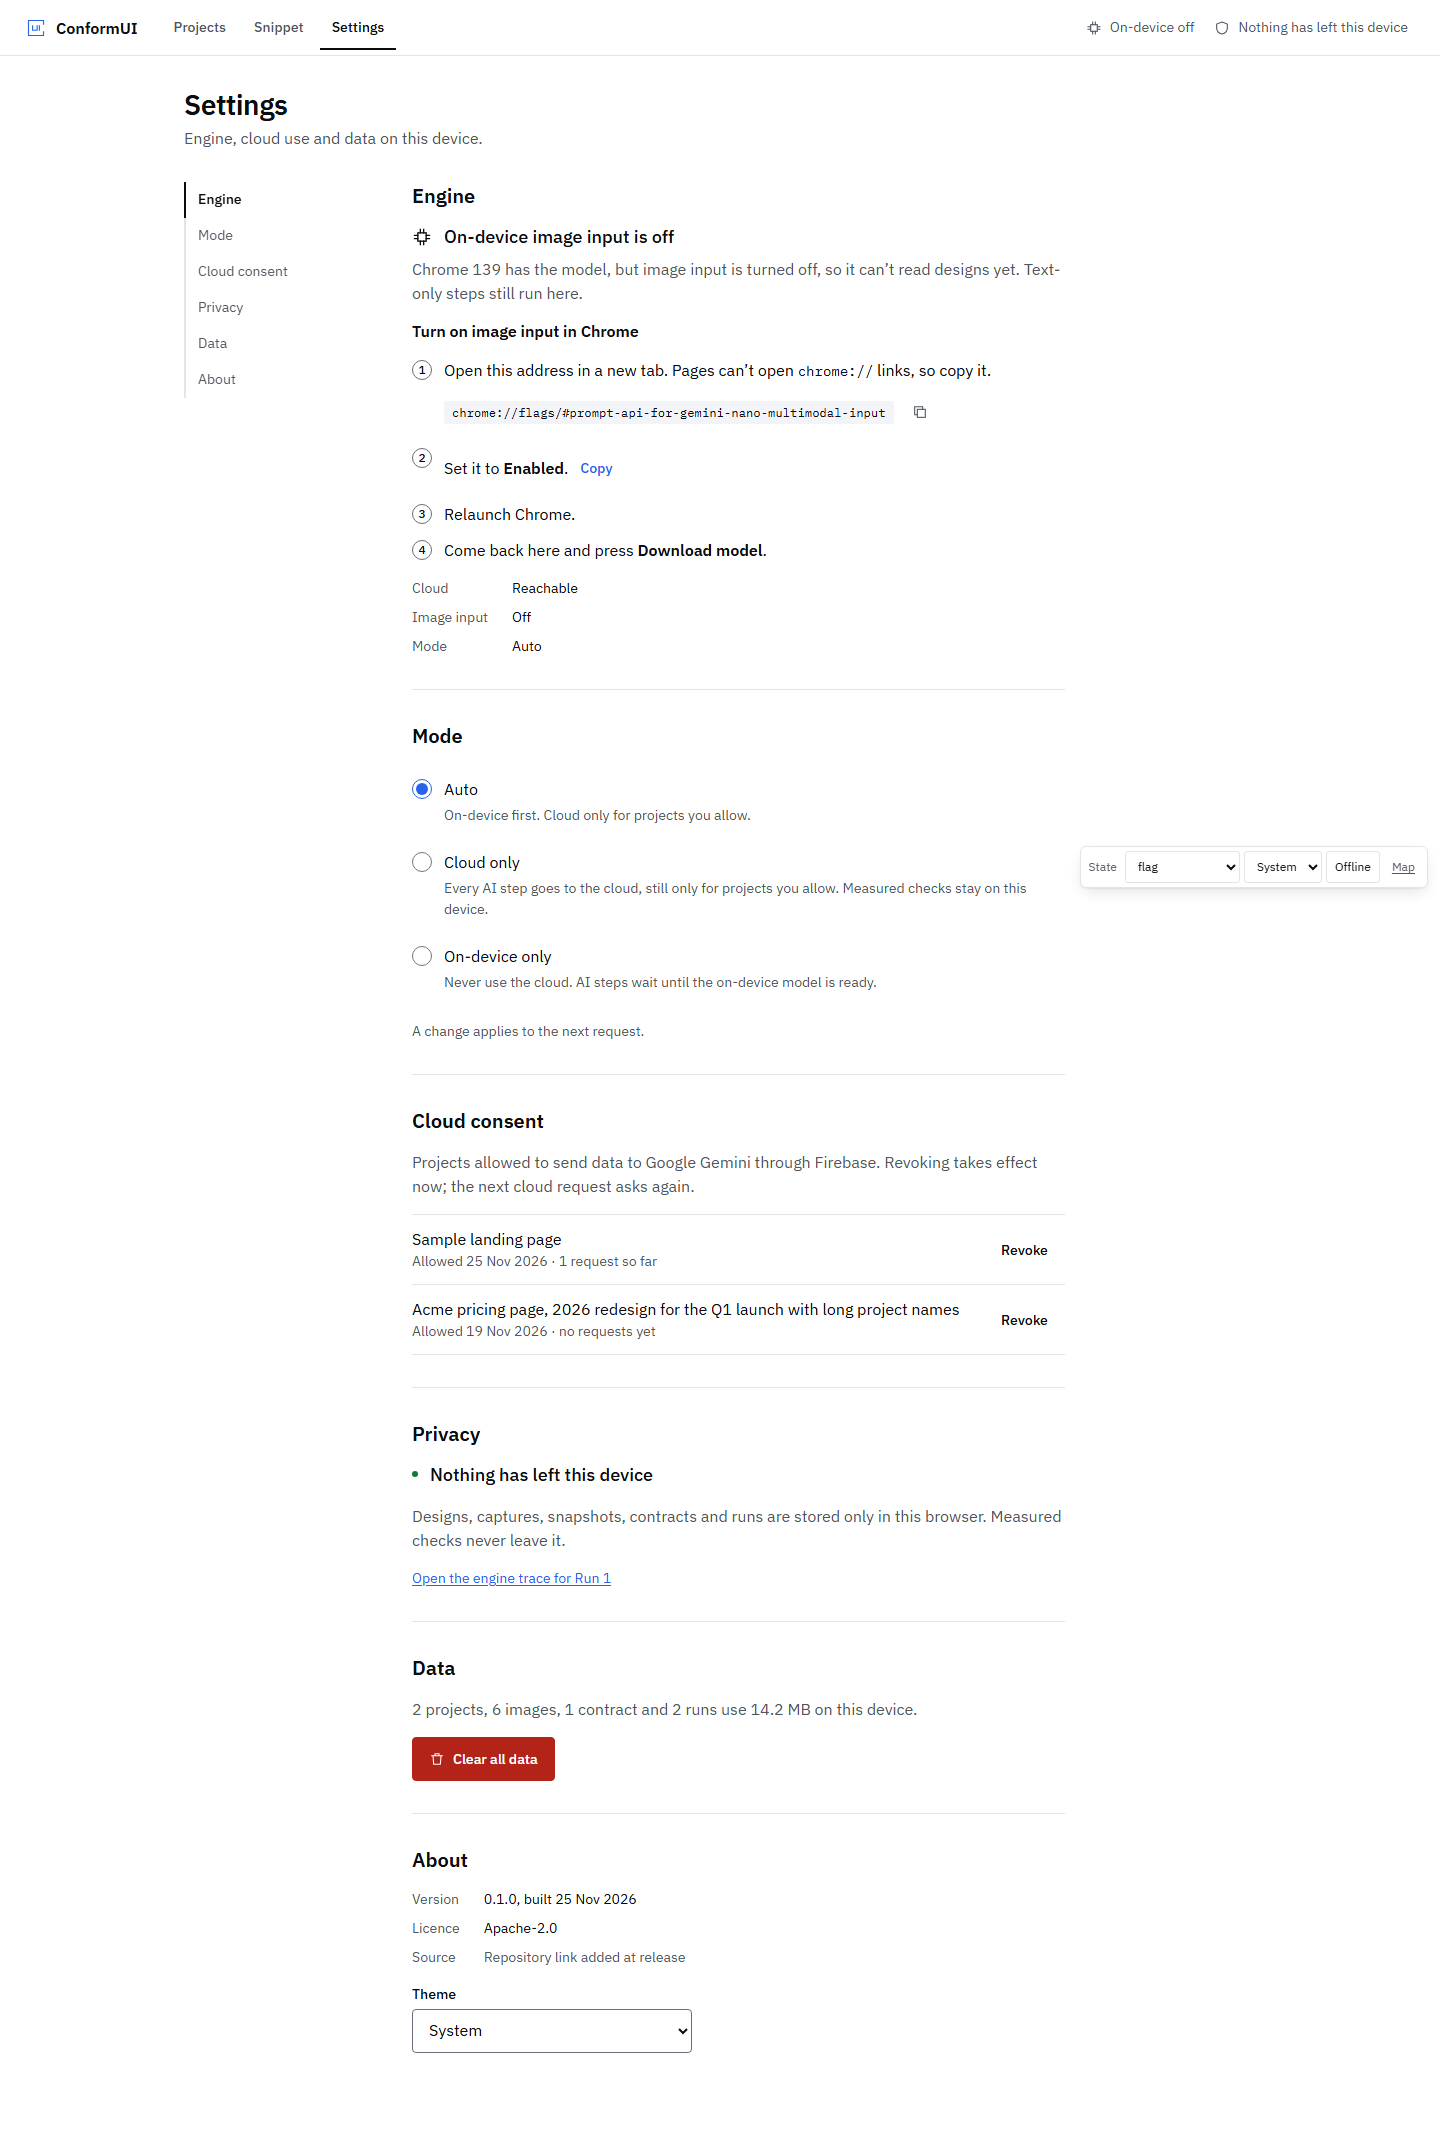 UI ConformUI Projects Snippet Settings On-device off Nothing has left this device
Settings
Engine, cloud use and data on this device.
Engine
Mode
Cloud consent
Privacy
Data
About
Engine
On-device image input is off
Chrome 139 has the model, but image input is turned off, so it can’t read designs yet. Text-
only steps still run here.
Turn on image input in Chrome
1 Open this address in a new tab. Pages can’t open chrome:// links, so copy it.
chrome://flags/#prompt-api-for-gemini-nano-multimodal-input
2 Set it to Enabled. Copy
3 Relaunch Chrome.
4 Come back here and press Download model.
Cloud Reachable
Image input Off
Mode Auto
Mode
Auto
On-device first. Cloud only for projects you allow.
Cloud only
Every AI step goes to the cloud, still only for projects you allow. Measured checks stay on this
device.
State flag System Offline Map
On-device only
Never use the cloud. AI steps wait until the on-device model is ready.
A change applies to the next request.
Cloud consent
Projects allowed to send data to Google Gemini through Firebase. Revoking takes effect
now; the next cloud request asks again.
Sample landing page
Allowed 25 Nov 2026 · 1 request so far
Revoke
Acme pricing page, 2026 redesign for the Q1 launch with long project names
Allowed 19 Nov 2026 · no requests yet
Revoke
Privacy
Nothing has left this device
Designs, captures, snapshots, contracts and runs are stored only in this browser. Measured
checks never leave it.
Open the engine trace for Run 1
Data
2 projects, 6 images, 1 contract and 2 runs use 14.2 MB on this device.
Clear all data
About
Version 0.1.0, built 25 Nov 2026
Licence Apache-2.0
Source Repository link added at release
Theme
System